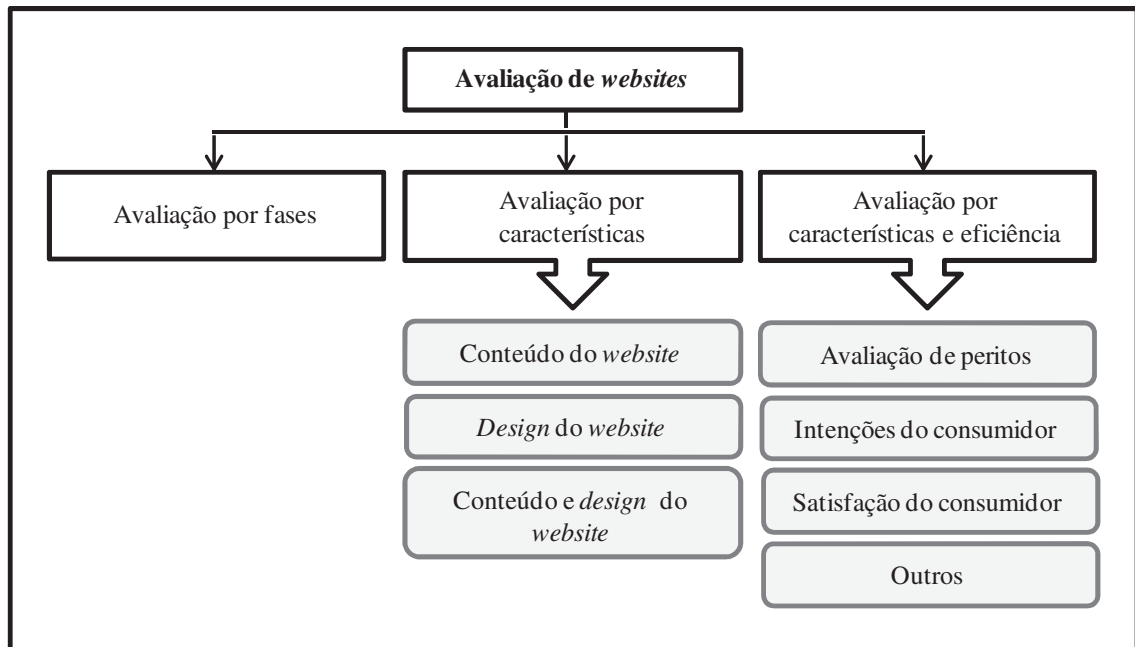 Avaliação de websites
Avaliação por fases
Avaliação por
características
Avaliação por
características e eficiência
Conteúdo do website
Design do website
Conteúdo e design do
website
Avaliação de peritos
Intenções do consumidor
Satisfação do consumidor
Outros